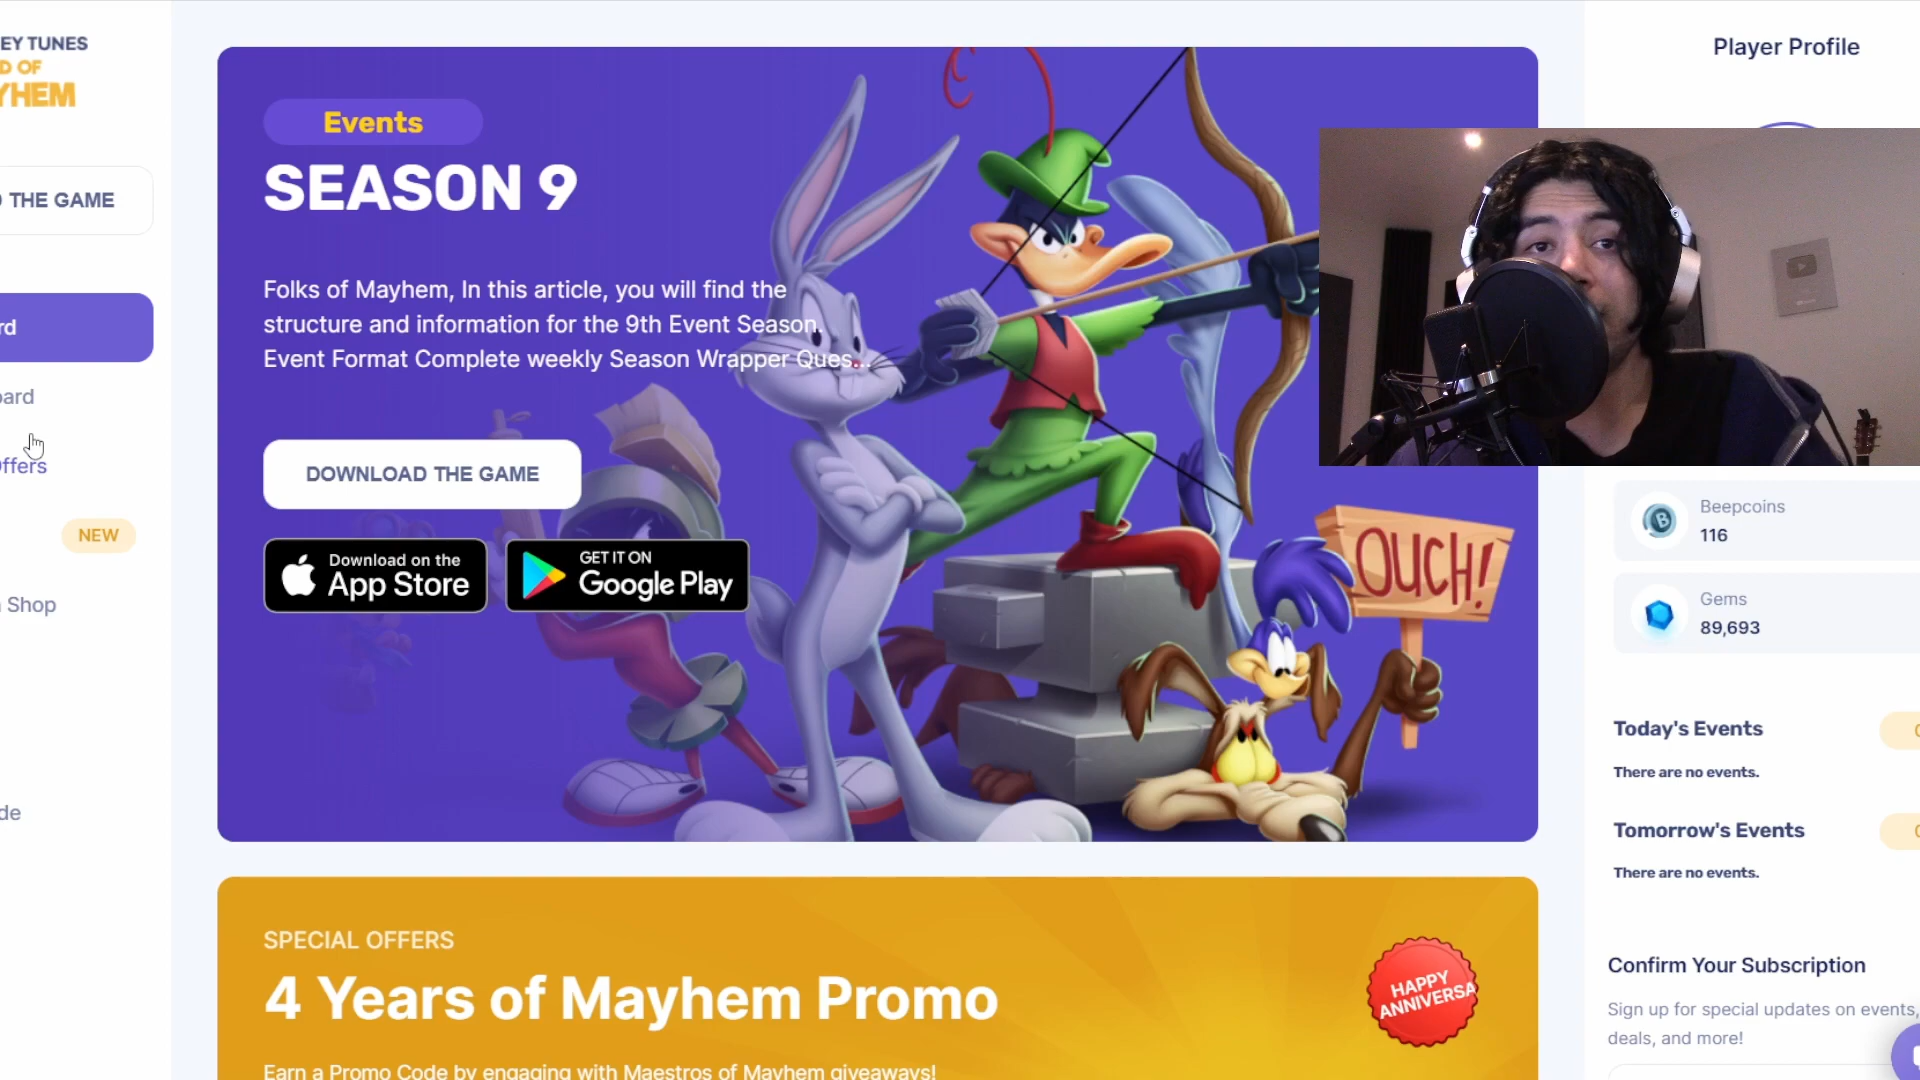 EY TUNES
D OF
YHEM
THE GAME
rd
oard
ffers
NEW
Shop
de
Events
SEASON 9
Folks of Mayhem, In this article, you will find the
structure and information for the 9th Event Season.
Event Format Complete weekly Season Wrapper Ques...
DOWNLOAD THE GAME
Download on the
App Store
GET IT ON
Google Play
OUCH!
SPECIAL OFFERS
4 Years of Mayhem Promo
Earn a Promo Code by engaging with Maestros of Mayhem giveaways!
HAPPY
ANNIVERSA
Player Profile
B
Beepcoins
116
Gems
89,693
Today's Events
There are no events.
Tomorrow's Events
There are no events.
Confirm Your Subscription
Sign up for special updates on events,
deals, and more!